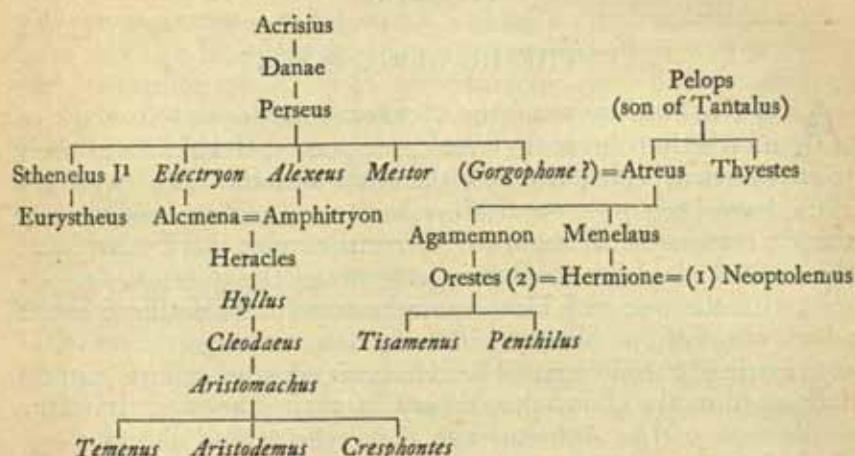 Acrisius
Danae
Perseus
Pelops
(son of Tantalus)
Sthenelus I¹ Electryon Alexeus Mestor (Gorgophone ?)=Atreus Thyestes
Eurystheus Alcmena=Amphitryon
Agamemnon Menelaus
Heracles
Orestes (2)=Hermione=(1) Neoptolemus
Hyllus
Cleodaeus Tisamenus Penthilus
Aristomachus
Temenus Aristodemus Cresphontes